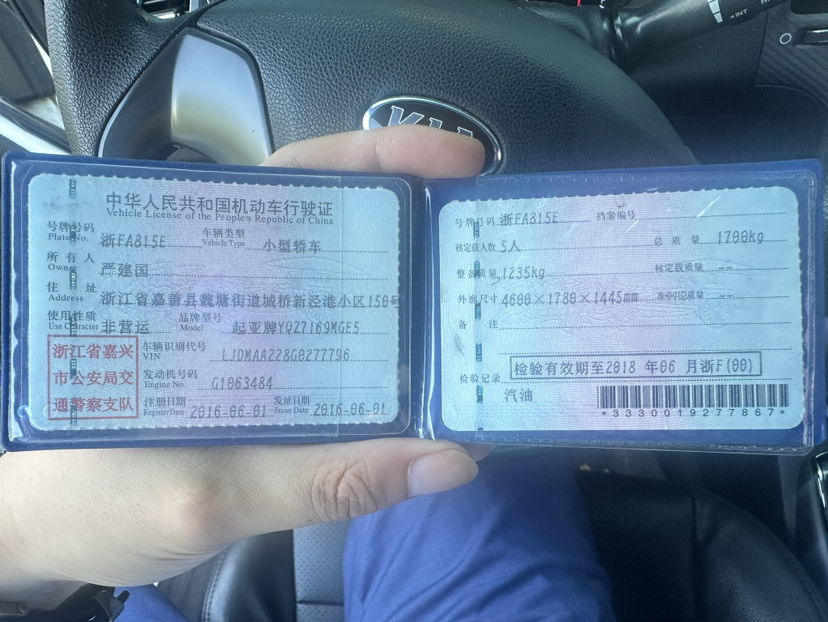 KIA
中华人民共和国机动车行驶证
Vehicle License of the People's Republic of China
号牌号码 Plate No. 浙FA815E 车辆类型 Vehicle Type 小型轿车
所有人 Owner 严建国
住址 Address 浙江省嘉善县魏塘街道城桥新泾港小区150号
使用性质 Use Character 非营运 品牌型号 Model 起亚牌YQZ7169MGE5
浙江省嘉兴
市公安局交
通警察支队
车辆识别代号 VIN LJDMAA228G0277796
发动机号码 Engine No. G1063484
注册日期 Register Date 2016-06-01 发证日期 Issue Date 2016-06-01
号牌号码 浙FA815E 档案编号
核定载人数 5人 总质量 1700kg
整备质量 1235kg 核定载质量 --
外廓尺寸 4600×1780×1445mm 准牵引总质量 --
备注
检验有效期至2018 年06 月浙F(00)
检验记录
汽油
*3330019277867*